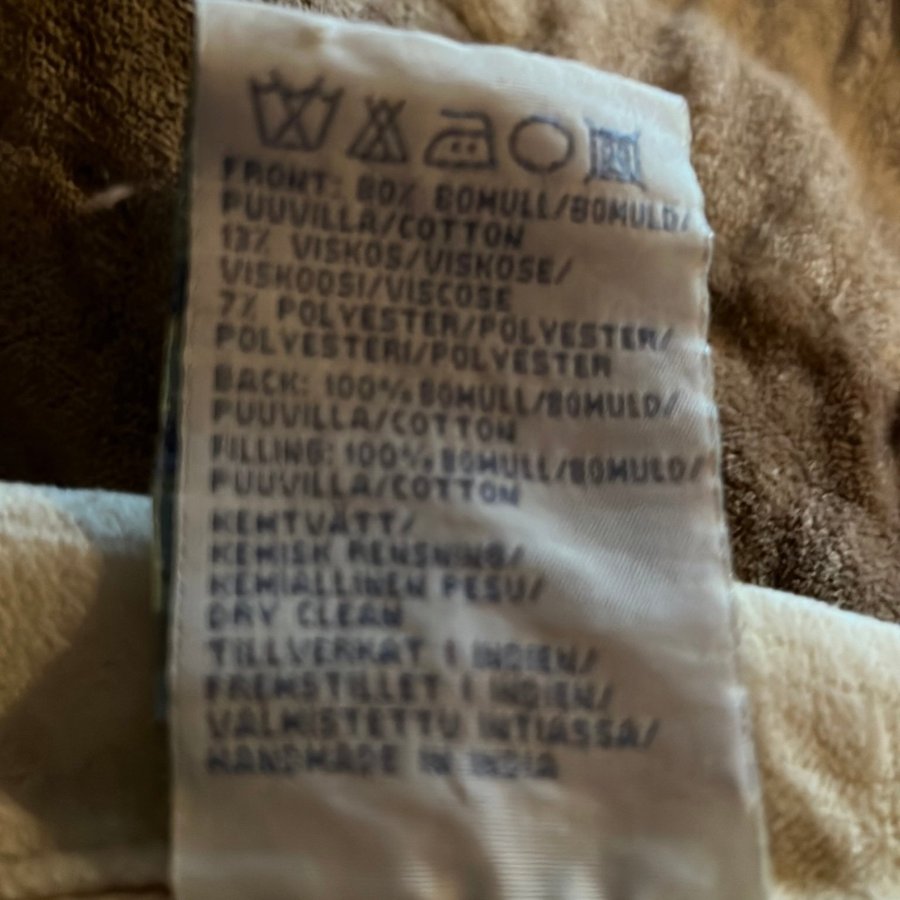 FRONT: 80% BOMULL/BOMULD/
PUUVILLA/COTTON
13% VISKOS/VISKOSE/
VISKOOSI/VISCOSE
7% POLYESTER/POLYESTER/
POLYESTERI/POLYESTER
BACK: 100% BOMULL/BOMULD/
PUUVILLA/COTTON
FILLING: 100% BOMULL/BOMULD/
PUUVILLA/COTTON
KEMTVÄTT/
KEMISK RENSNING/
KEMIALLINEN PESU/
DRY CLEAN
TILLVERKAT I INDIEN/
FREMSTILLET I INDIEN/
VALMISTETTU INTIASSA/
HANDMADE IN INDIA